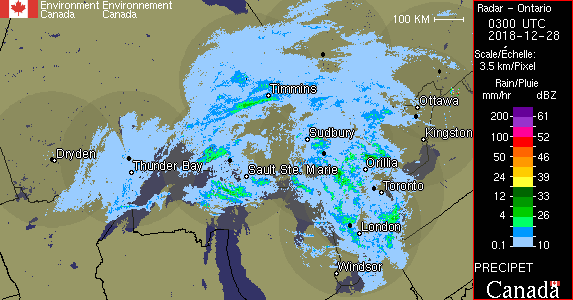 Environment Environnement
Canada Canada
100 KM
Timmins
Ottawa
Sudbury
Kingston
Dryden
Thunder Bay
Sault Ste. Marie
Orillia
Toronto
London
Windsor
Radar - Ontario
0300 UTC
2018-12-28
Scale/Échelle:
3.5 km/Pixel
Rain/Pluie
mm/hr dBZ
200 61
100 52
50 46
24 39
12 33
4 26
0.1 10
PRECIPET
Canada